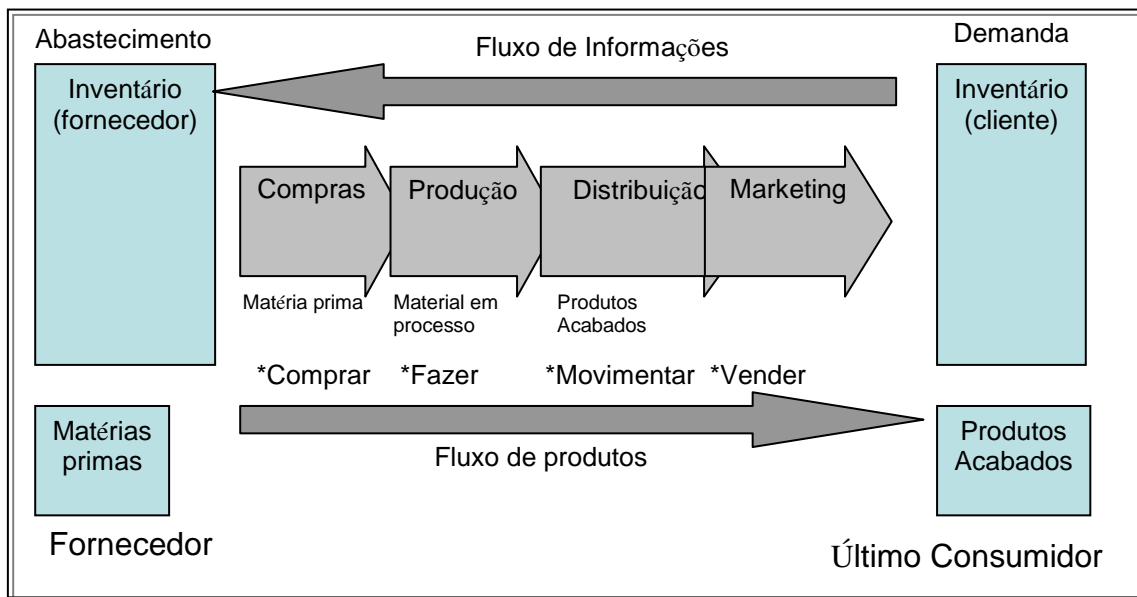 Abastecimento
Fluxo de Informações
Demanda
Inventário
(fornecedor)
Inventário
(cliente)
Compras
Produção
Distribuição
Marketing
Matéria prima
Material em
processo
Produtos
Acabados
*Comprar
*Fazer
*Movimentar
*Vender
Matérias
primas
Fluxo de produtos
Produtos
Acabados
Fornecedor
Último Consumidor